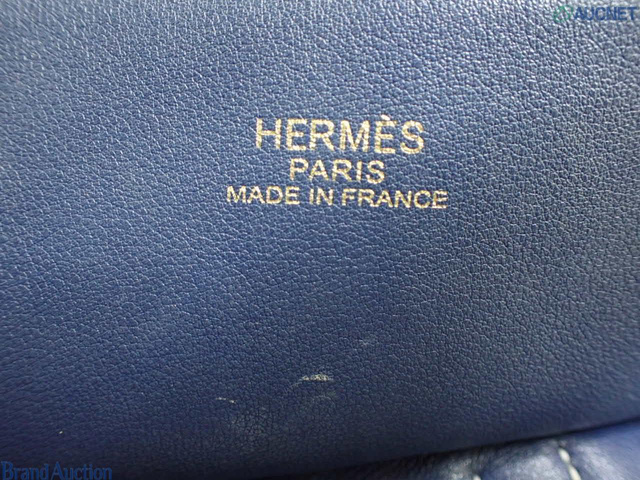 AUCNET
HERMÈS
PARIS
MADE IN FRANCE
Brand Auction